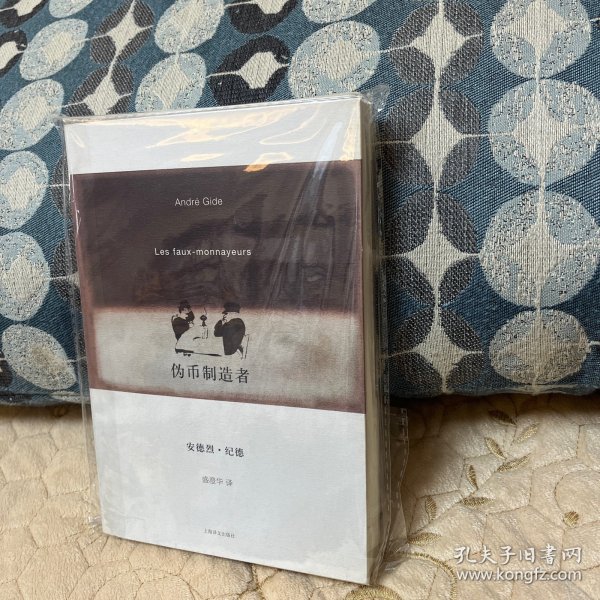 André Gide
Les faux-monnayeurs
伪币制造者
安德烈·纪德
盛澄华 译
上海译文出版社
孔夫子旧書网
www.kongfz.com